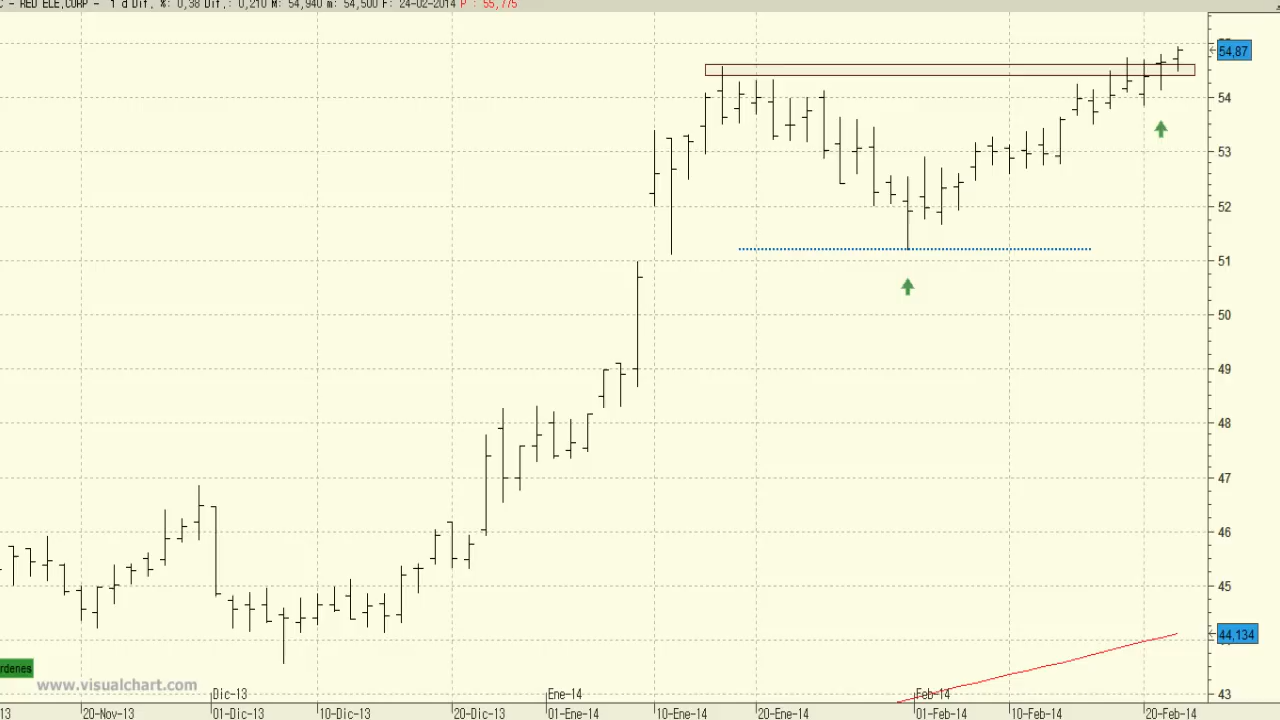 C - RED ELE,CORP - 1 d Dif. %: 0,38 Dif,: 0,210 M: 54,940 m: 54,500 F: 24-02-2014 P : 55,775
54,87
54
53
52
51
50
49
48
47
46
45
44,134
43
rdenes
www.visualchart.com
Dic-13
Ene-14
Feb-14
13
20-Nov-13
01-Dic-13
10-Dic-13
20-Dic-13
01-Ene-14
10-Ene-14
20-Ene-14
01-Feb-14
10-Feb-14
20-Feb-14